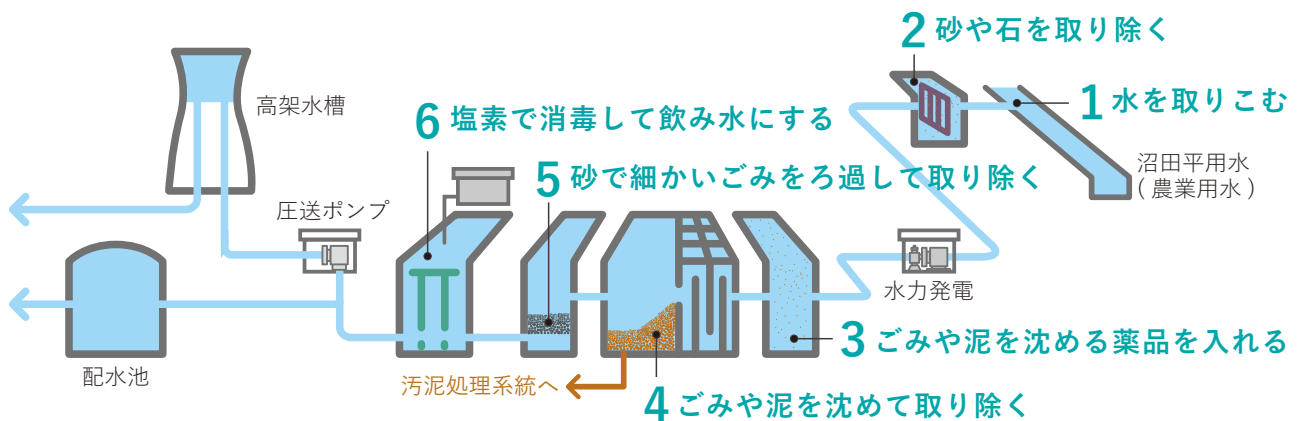 2 砂や石を取り除く
1 水を取りこむ
高架水槽
6 塩素で消毒して飲み水にする
沼田平用水
(農業用水)
5 砂で細かいごみをろ過して取り除く
圧送ポンプ
水力発電
3 ごみや泥を沈める薬品を入れる
配水池
汚泥処理系統へ
4 ごみや泥を沈めて取り除く